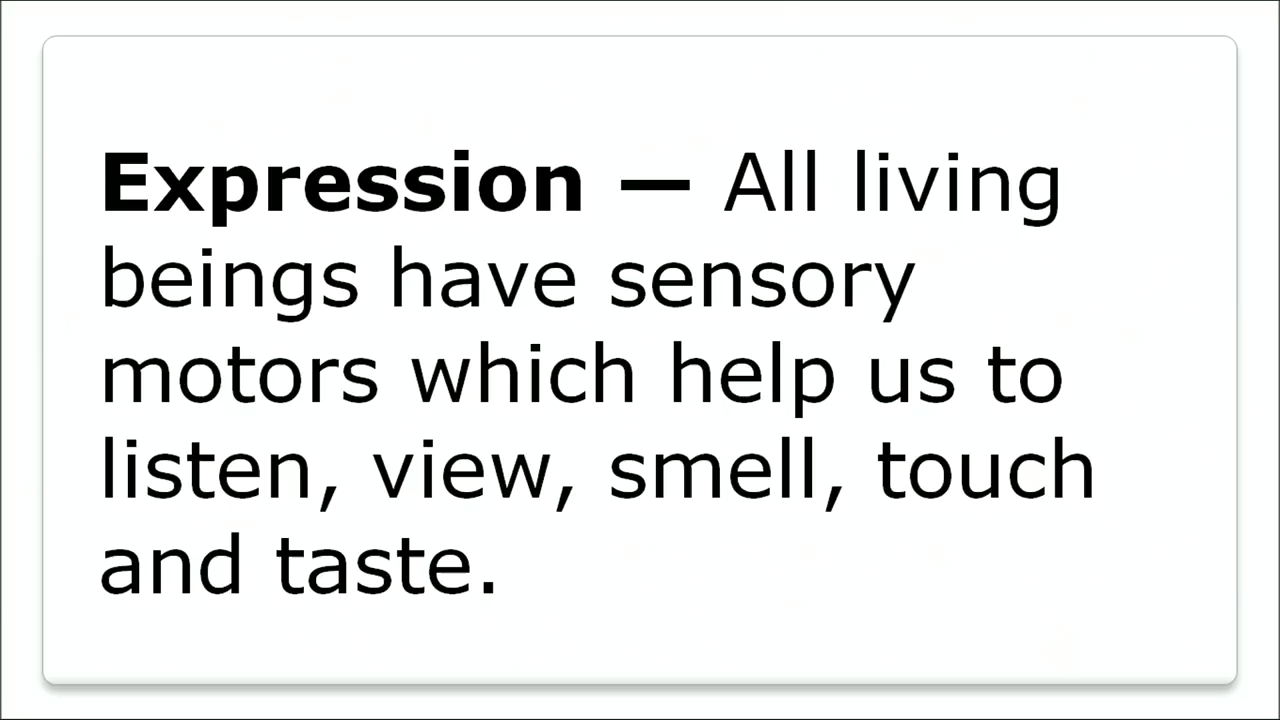 Expression — All living
beings have sensory
motors which help us to
listen, view, smell, touch
and taste.